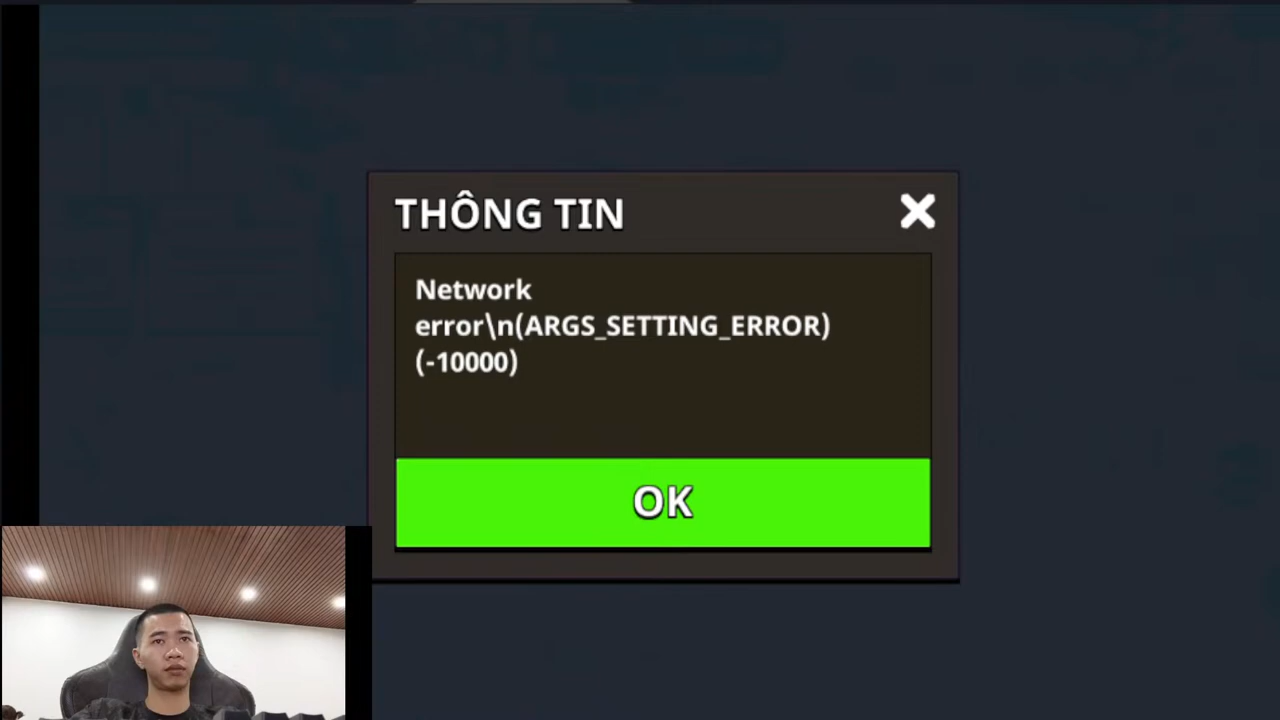 THÔNG TIN
Network
error\n(ARGS_SETTING_ERROR)
(-10000)
OK